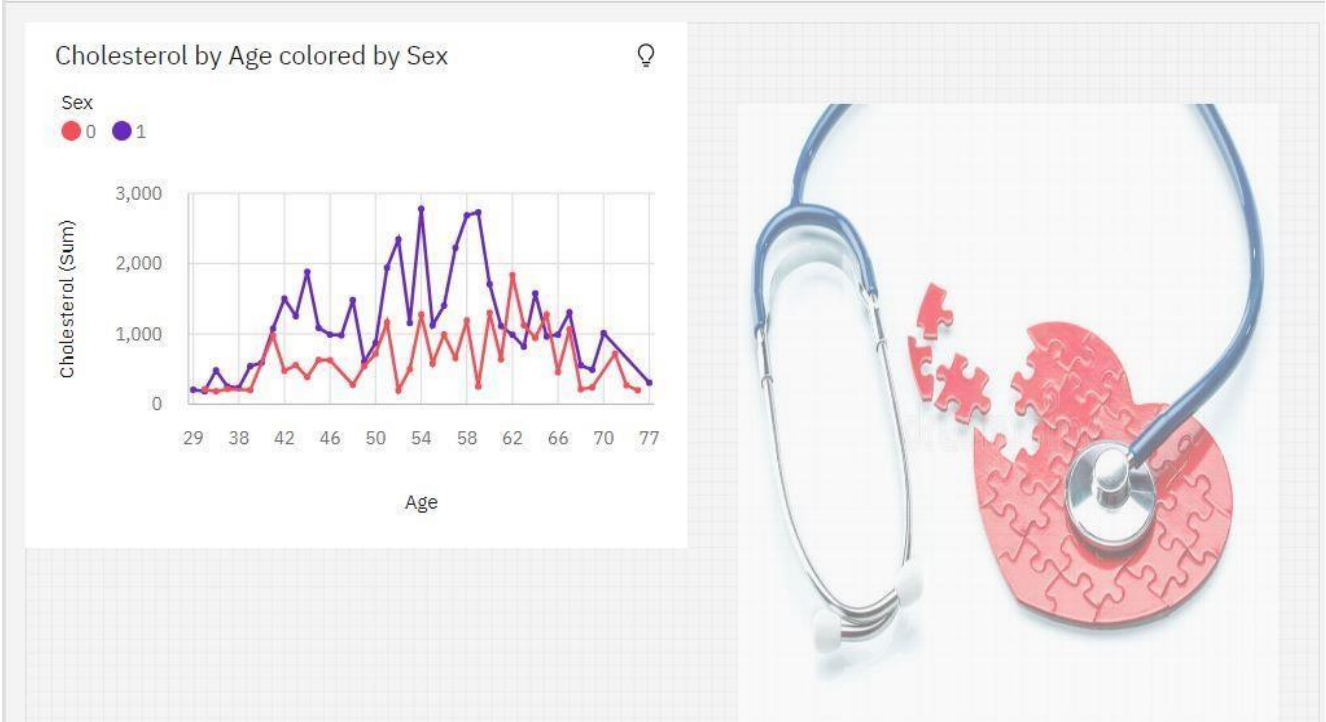 Cholesterol by Age colored by Sex
Sex
0 1
3,000
2,000
1,000
0
Cholesterol (Sum)
29 38 42 46 50 54 58 62 66 70 77
Age